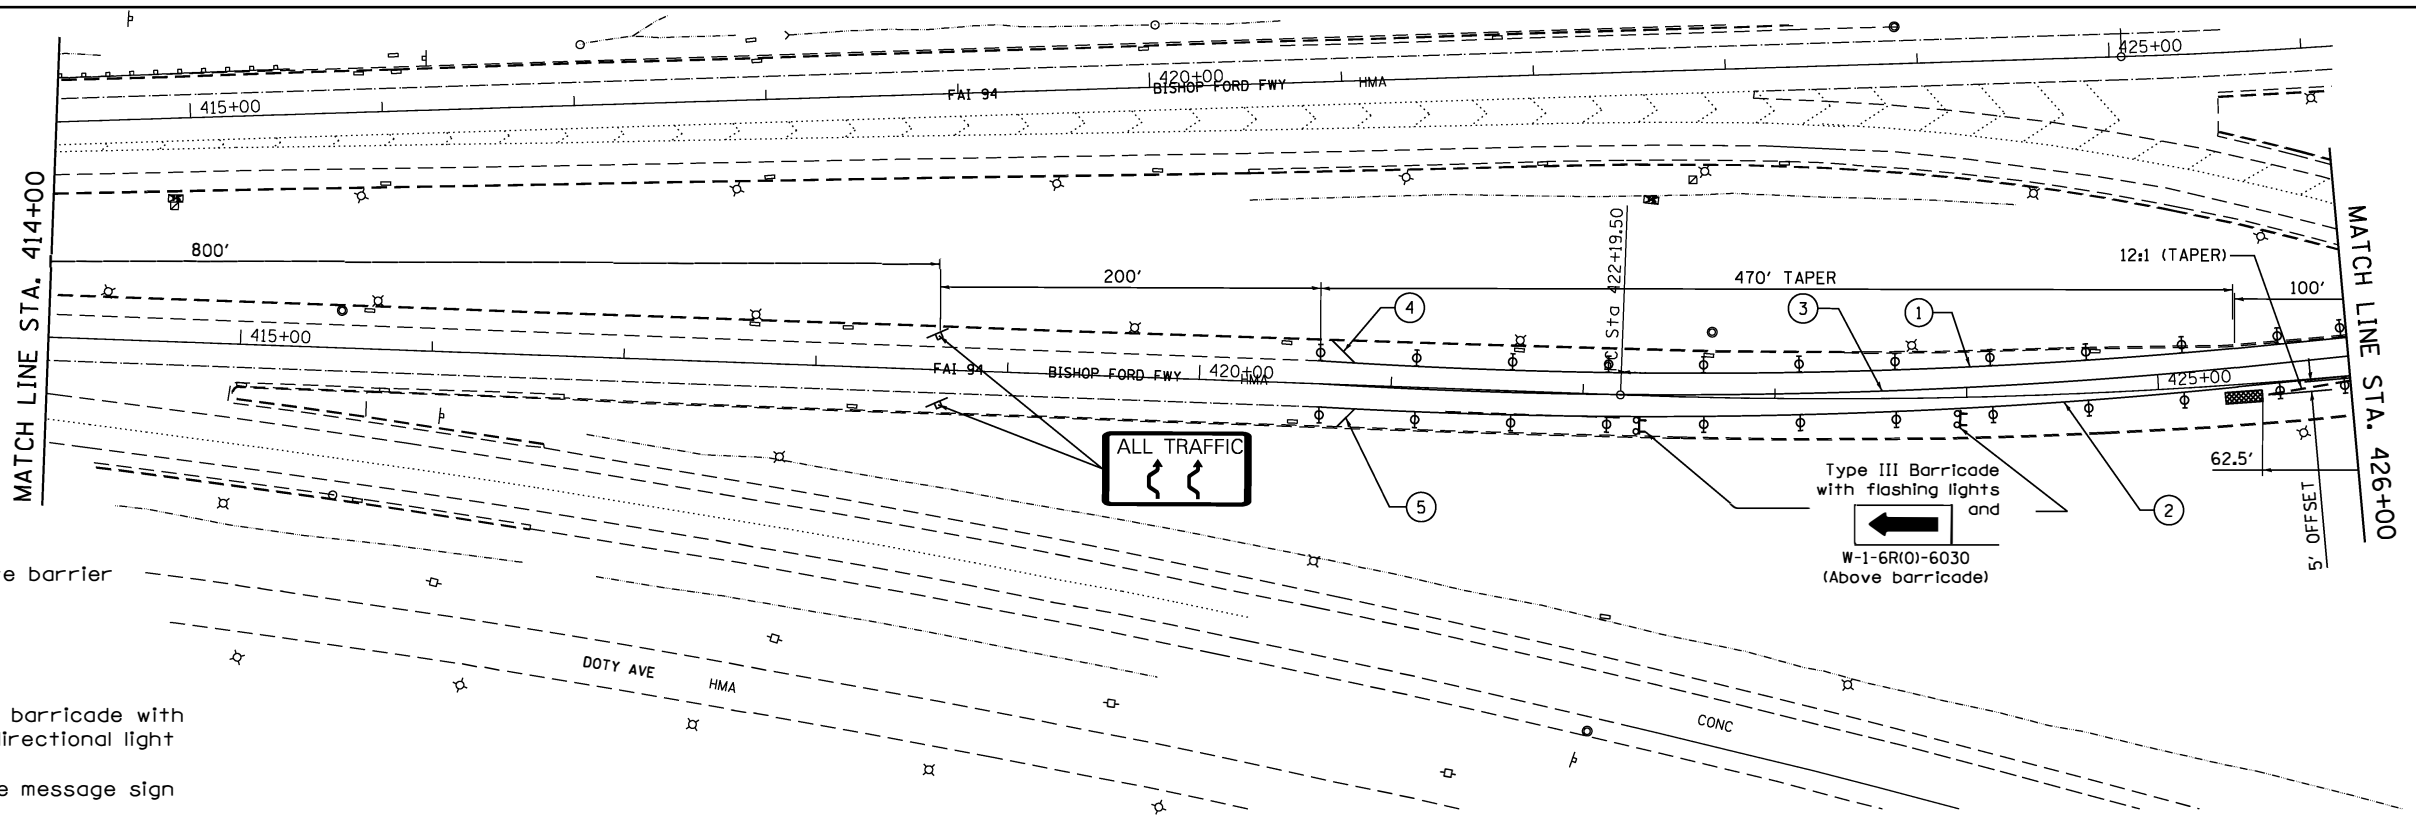 425+00
420+00
BISHOP FORD FWY
HMA
FAI 94
415+00
MATCH LINE STA. 414+00
MATCH LINE STA. 426+00
800'
200'
Sta 422+19.50
470' TAPER
12:1 (TAPER)
100'
4
3
1
415+00
FAI 94
BISHOP FORD FWY
420+00
HMA
425+00
ALL TRAFFIC
5
Type III Barricade
with flashing lights
and
W-1-6R(O)-6030
(Above barricade)
2
62.5'
5' OFFSET
barrier
DOTY AVE
HMA
CONC
barricade with
directional light
message sign